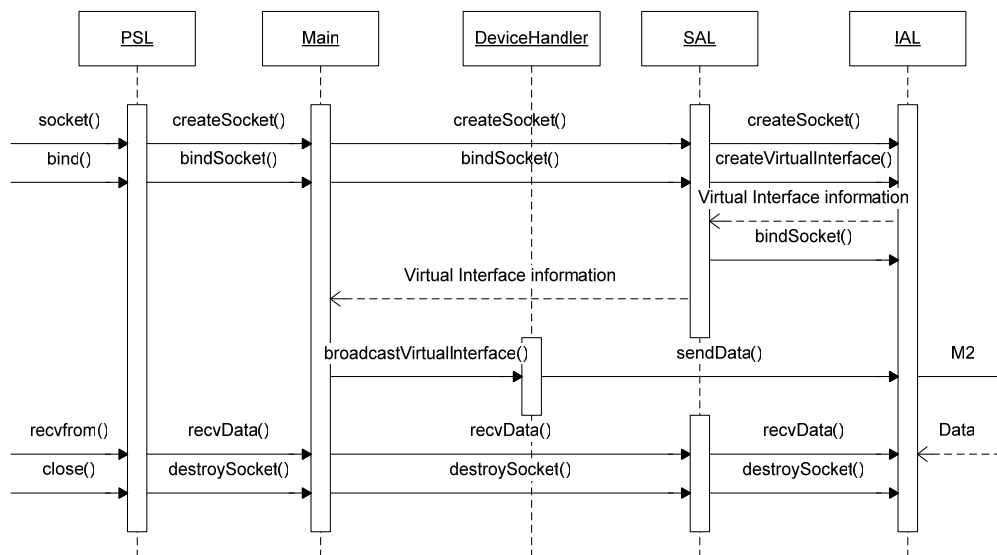 PSL
Main
DeviceHandler
SAL
IAL
socket()
createSocket()
createSocket()
createSocket()
bind()
bindSocket()
bindSocket()
createVirtualInterface()
Virtual Interface information
bindSocket()
Virtual Interface information
broadcastVirtualInterface()
sendData()
M2
recvfrom()
recvData()
recvData()
recvData()
Data
close()
destroySocket()
destroySocket()
destroySocket()